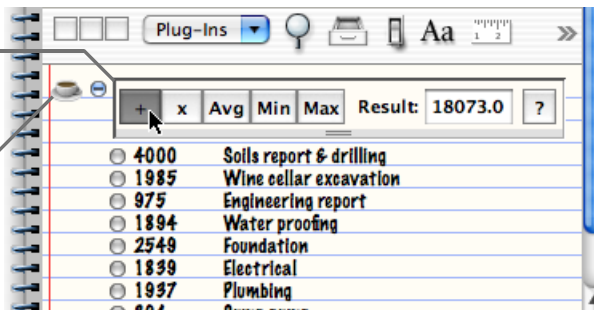 Plug-Ins Aa 1 2 »
+ x Avg Min Max Result: 18073.0 ?
4000 Soils report & drilling
1985 Wine cellar excavation
975 Engineering report
1894 Water proofing
2549 Foundation
1839 Electrical
1937 Plumbing